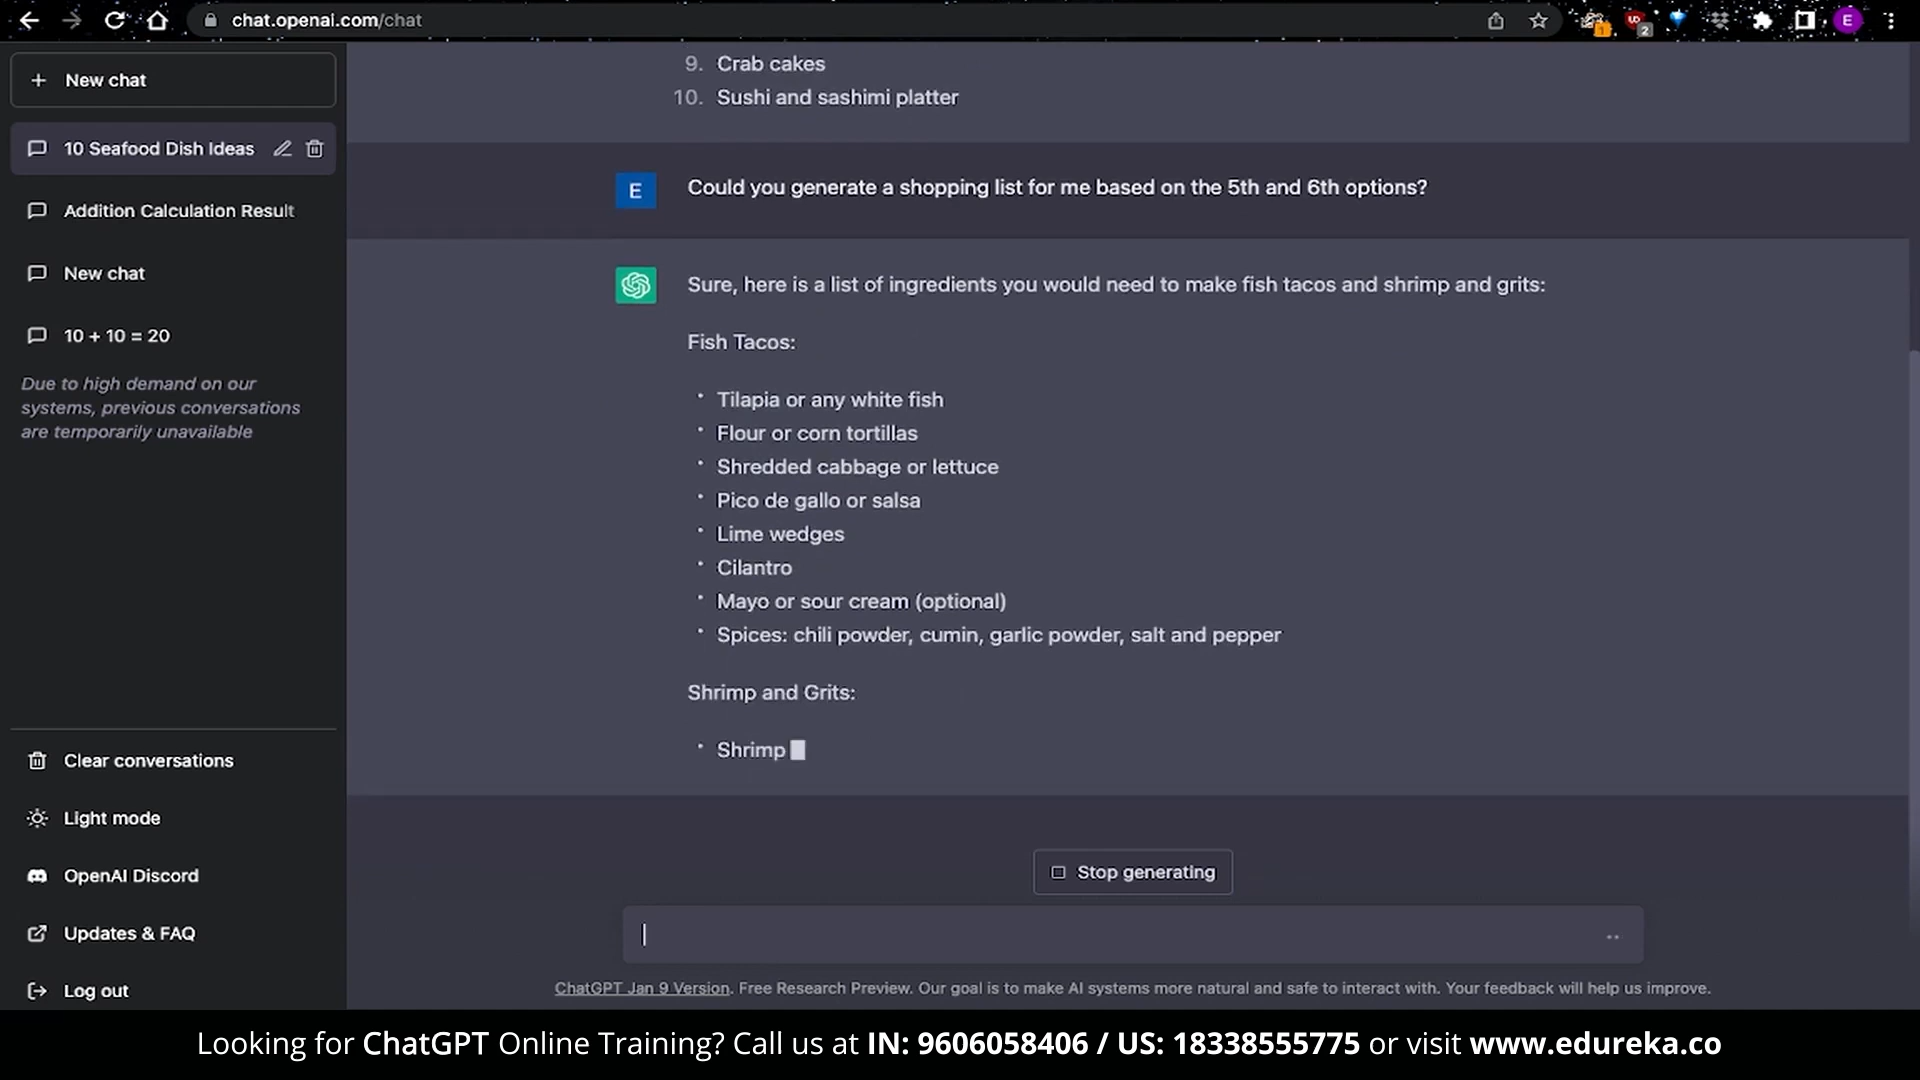 chat.openai.com/chat
1
UD
2
E
New chat
10 Seafood Dish Ideas
Addition Calculation Result
New chat
10 + 10 = 20
Due to high demand on our
systems, previous conversations
are temporarily unavailable
Clear conversations
Light mode
OpenAI Discord
Updates & FAQ
Log out
9. Crab cakes
10. Sushi and sashimi platter
E
Could you generate a shopping list for me based on the 5th and 6th options?
Sure, here is a list of ingredients you would need to make fish tacos and shrimp and grits:
Fish Tacos:
• Tilapia or any white fish
• Flour or corn tortillas
• Shredded cabbage or lettuce
• Pico de gallo or salsa
• Lime wedges
• Cilantro
• Mayo or sour cream (optional)
• Spices: chili powder, cumin, garlic powder, salt and pepper
Shrimp and Grits:
• Shrimp
Stop generating
ChatGPT Jan 9 Version. Free Research Preview. Our goal is to make AI systems more natural and safe to interact with. Your feedback will help us improve.
Looking for ChatGPT Online Training? Call us at IN: 9606058406 / US: 18338555775 or visit www.edureka.co